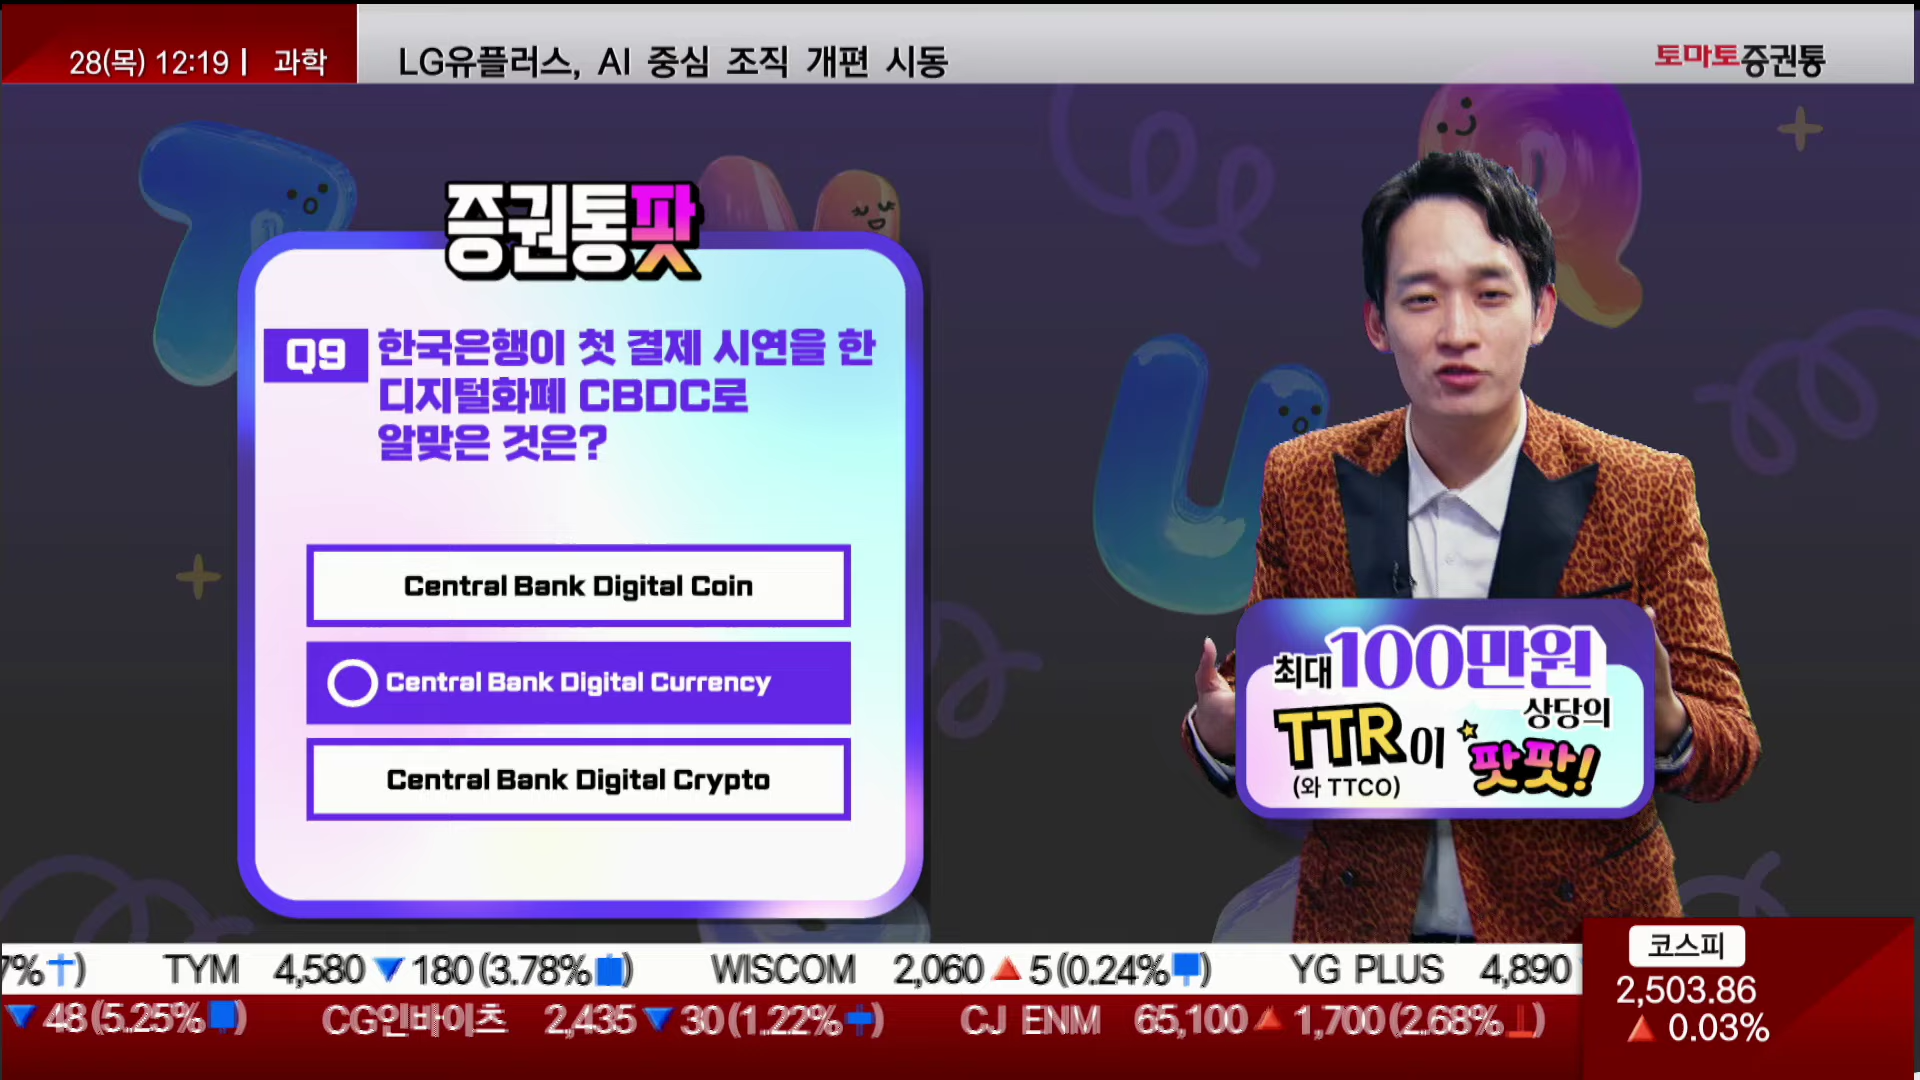 28(목) 12:19 | 과학
LG유플러스, AI 중심 조직 개편 시동
토마토증권통
증권통팟
Q9 한국은행이 첫 결제 시연을 한
디지털화폐 CBDC로
알맞은 것은?
Central Bank Digital Coin
Central Bank Digital Currency
Central Bank Digital Crypto
최대 100만원
상당의
TTR이 팟팟!
(와 TTCO)
7% ) TYM 4,580 ▼ 180 (3.78% ) WISCOM 2,060 ▲ 5 (0.24% ) YG PLUS 4,890
▼ 48 (5.25% ) CG인바이츠 2,435 ▼ 30 (1.22% ) CJ ENM 65,100 ▲ 1,700 (2.68% )
코스피
2,503.86
▲ 0.03%